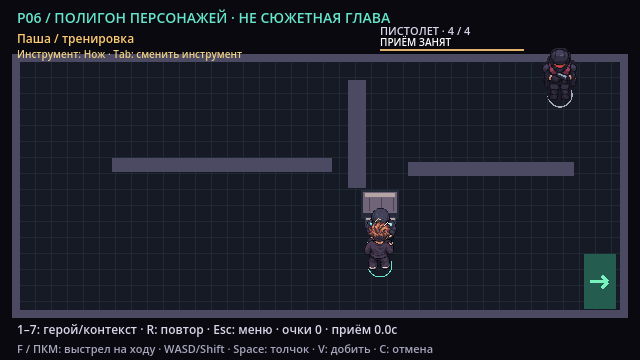 P06 / ПОЛИГОН ПЕРСОНАЖЕЙ · НЕ СЮЖЕТНАЯ ГЛАВА
Паша / тренировка
ПИСТОЛЕТ · 4 / 4
ПРИЁМ ЗАНЯТ
Инструмент: Нож · Tab: сменить инструмент
1–7: герой/контекст · R: повтор · Esc: меню · очки 0 · приём 0.0с
F / ПКМ: выстрел на ходу · WASD/Shift · Space: толчок · V: добить · C: отмена